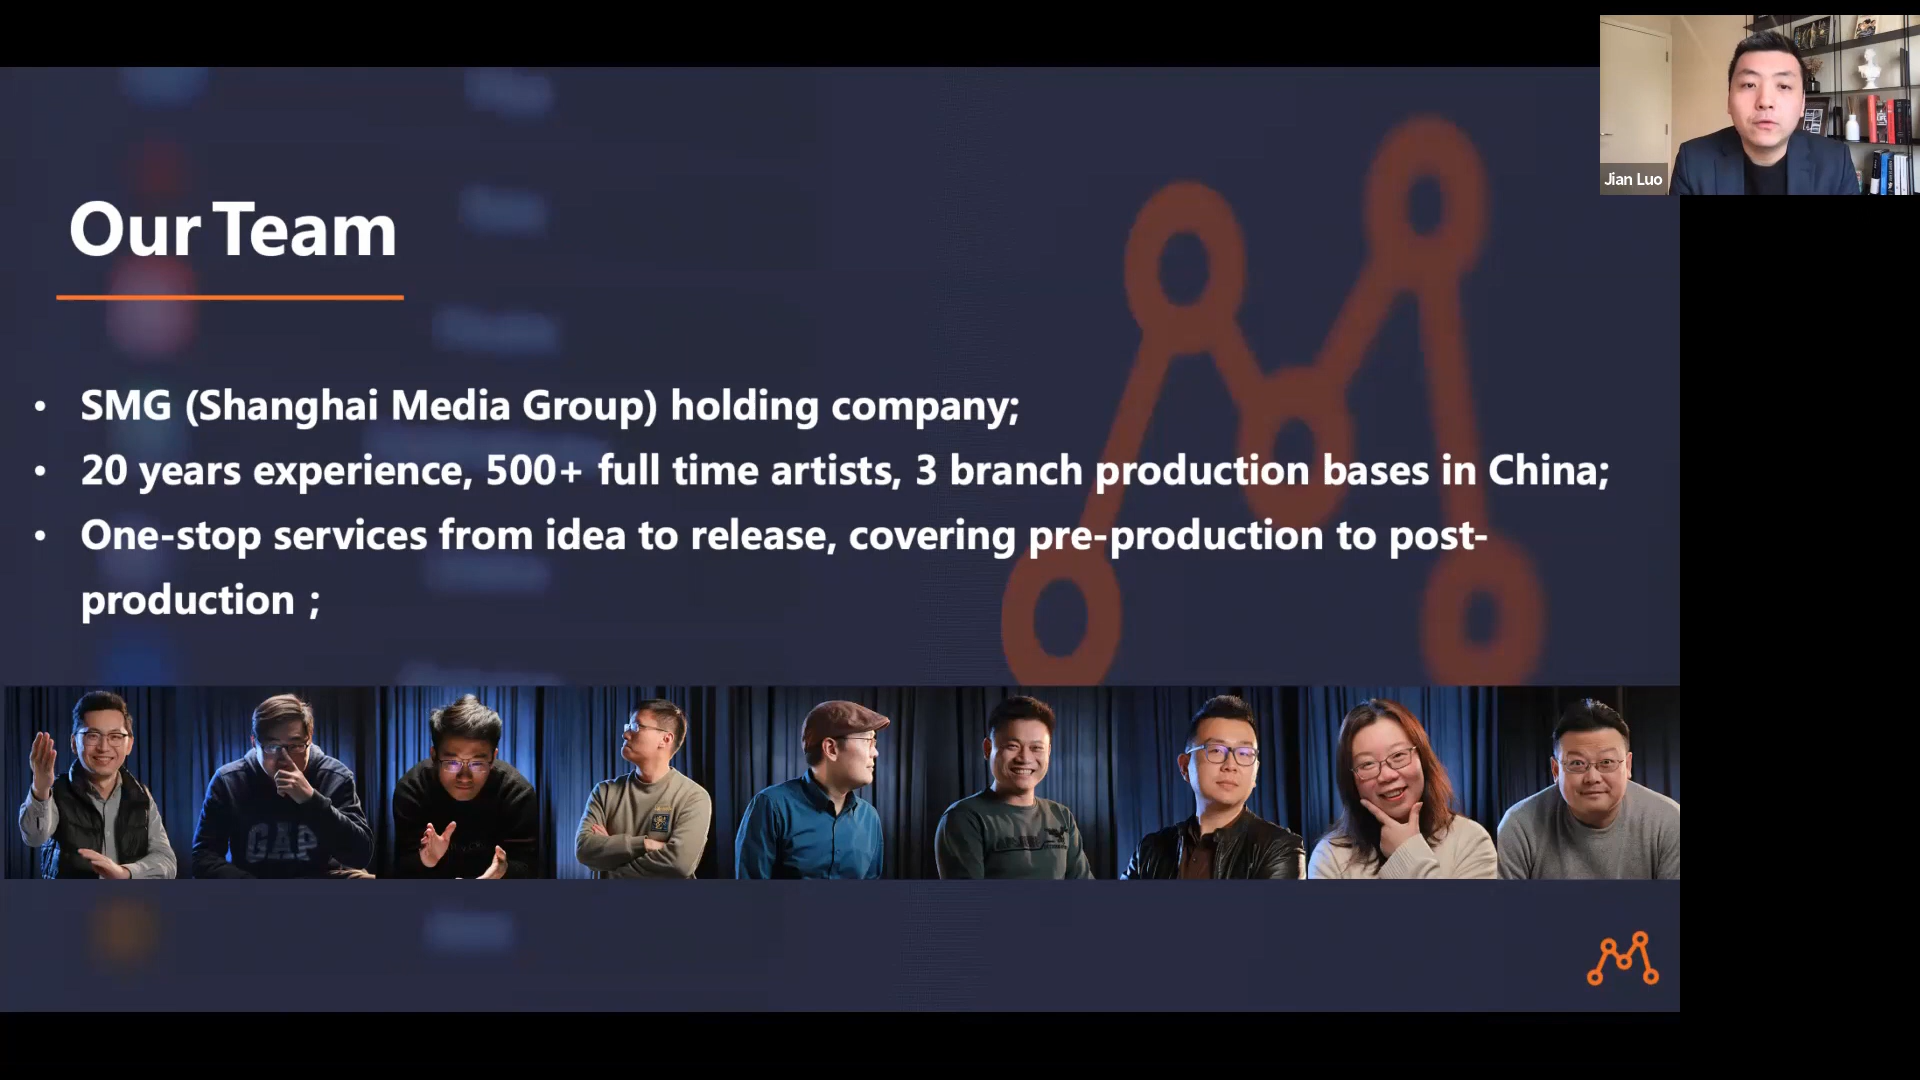 Jian Luo
Our Team
• SMG (Shanghai Media Group) holding company;
• 20 years experience, 500+ full time artists, 3 branch production bases in China;
• One-stop services from idea to release, covering pre-production to post-
production ;
GAP